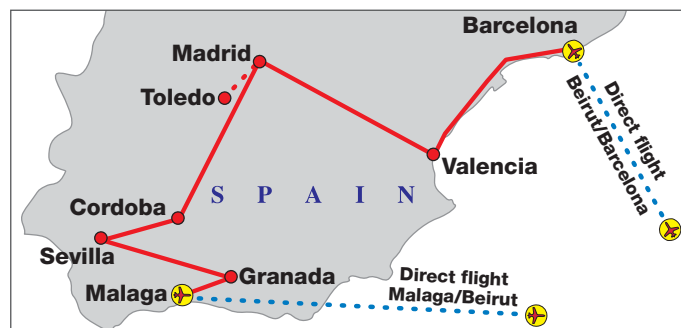 Barcelona
Madrid
Toledo
Direct flight
Beirut/Barcelona
Valencia
S P A I N
Cordoba
Sevilla
Granada
Malaga
Direct flight
Malaga/Beirut